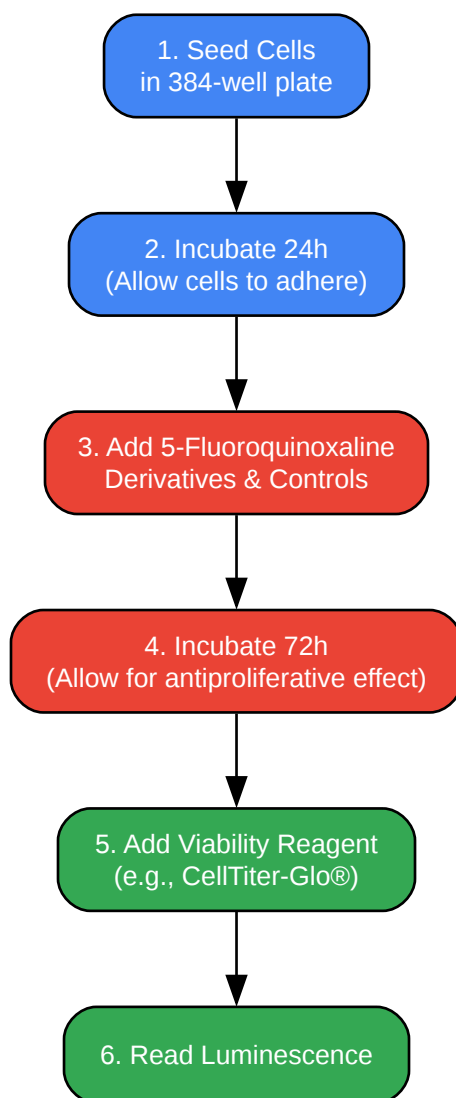 1. Seed Cells
in 384-well plate
2. Incubate 24h
(Allow cells to adhere)
3. Add 5-Fluoroquinoxaline
Derivatives & Controls
4. Incubate 72h
(Allow for antiproliferative effect)
5. Add Viability Reagent
(e.g., CellTiter-Glo®)
6. Read Luminescence